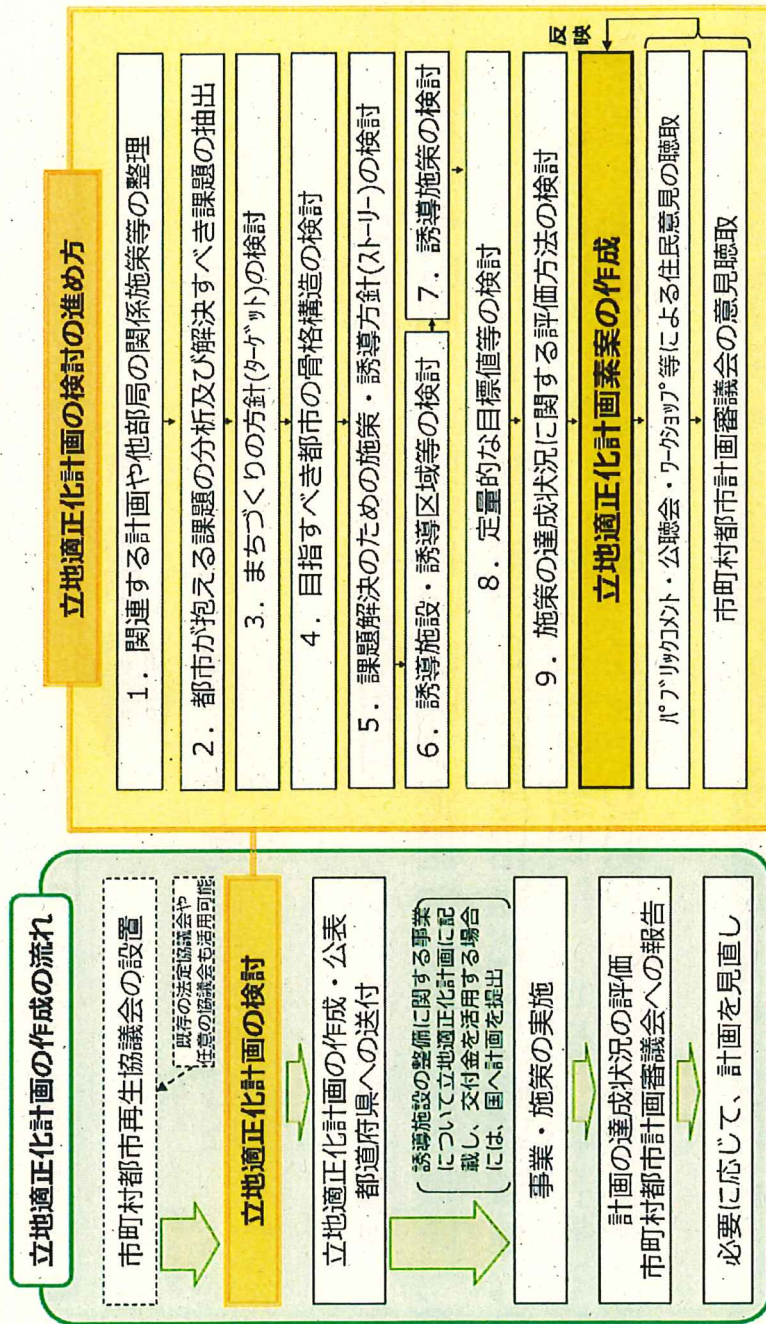 立地適正化計画の作成の流れ
市町村都市再生協議会の設置
既存の法定協議会や
任意の協議会も活用可能
立地適正化計画の検討
立地適正化計画の作成・公表
都道府県への送付
誘導施設の整備に関する事業
について立地適正化計画に記
載し、交付金を活用する場合
には、国へ計画を提出
事業・施策の実施
計画の達成状況の評価
市町村都市計画審議会への報告
必要に応じて、計画を見直し
立地適正化計画の検討の進め方
1．関連する計画や他部局の関係施策等の整理
2．都市が抱える課題の分析及び解決すべき課題の抽出
3．まちづくりの方針(ターゲット)の検討
4．目指すべき都市の骨格構造の検討
5．課題解決のための施策・誘導方針(ストーリー)の検討
6．誘導施設・誘導区域等の検討
7．誘導施策の検討
8．定量的な目標値等の検討
9．施策の達成状況に関する評価方法の検討
立地適正化計画素案の作成
反映
パブリックコメント・公聴会・ワークショップ等による住民意見の聴取
市町村都市計画審議会の意見聴取